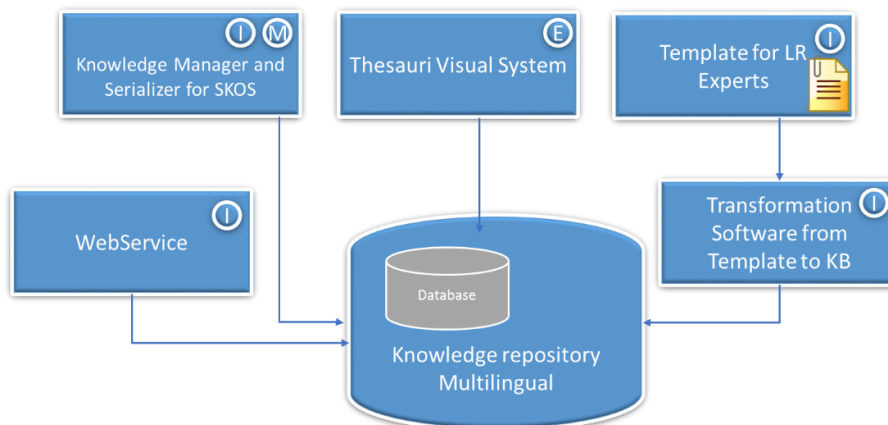 I M
Knowledge Manager and
Serializer for SKOS
E
Thesauri Visual System
I
Template for LR
Experts
I
WebService
I
Transformation
Software from
Template to KB
Database
Knowledge repository
Multilingual